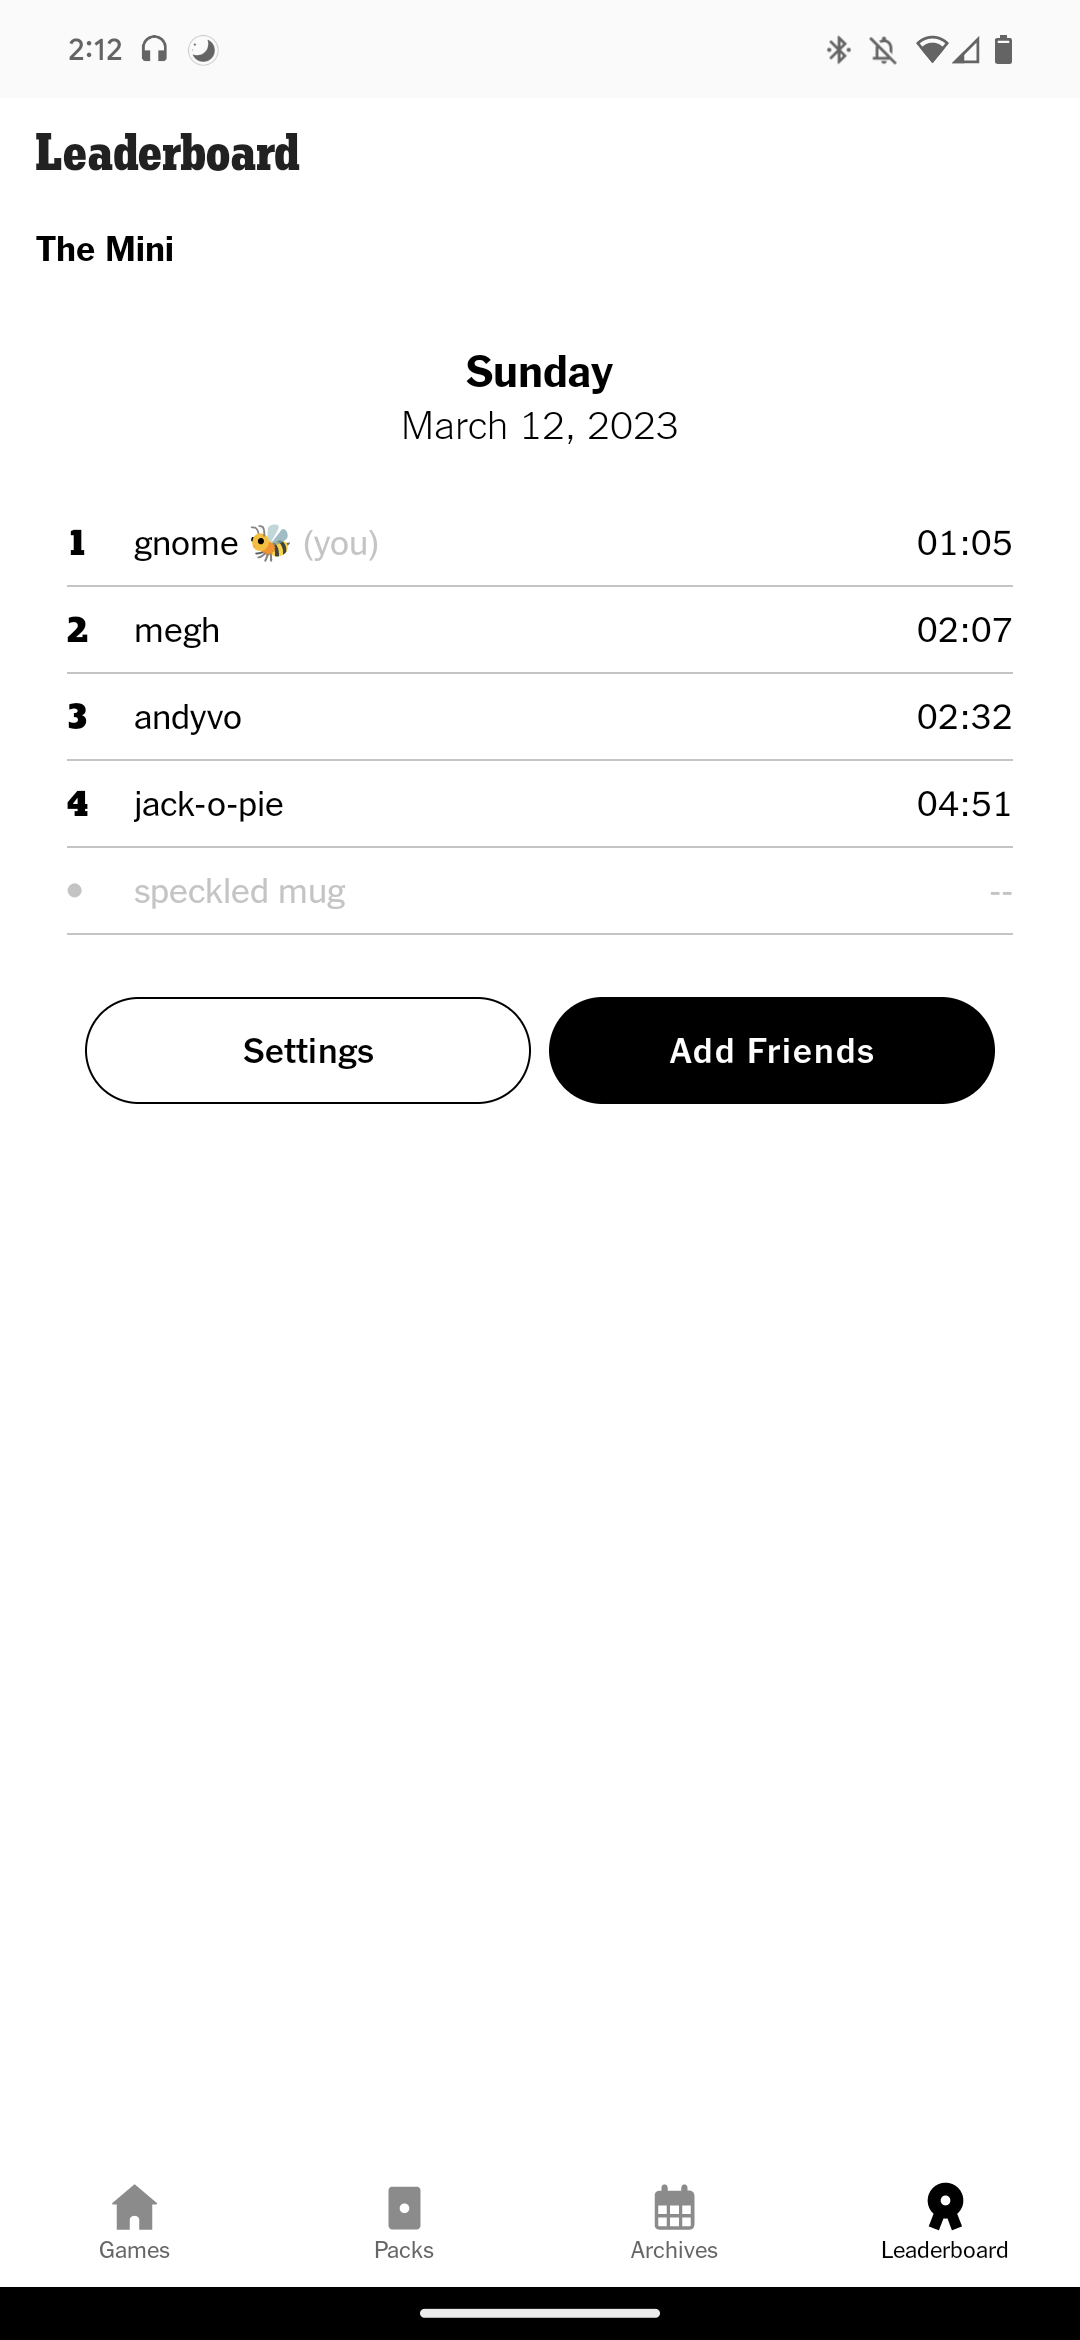 2:12
Leaderboard
The Mini
Sunday
March 12, 2023
1 gnome 🐝 (you) 01:05
2 megh 02:07
3 andyvo 02:32
4 jack-o-pie 04:51
• speckled mug --
Settings Add Friends
Games Packs Archives Leaderboard